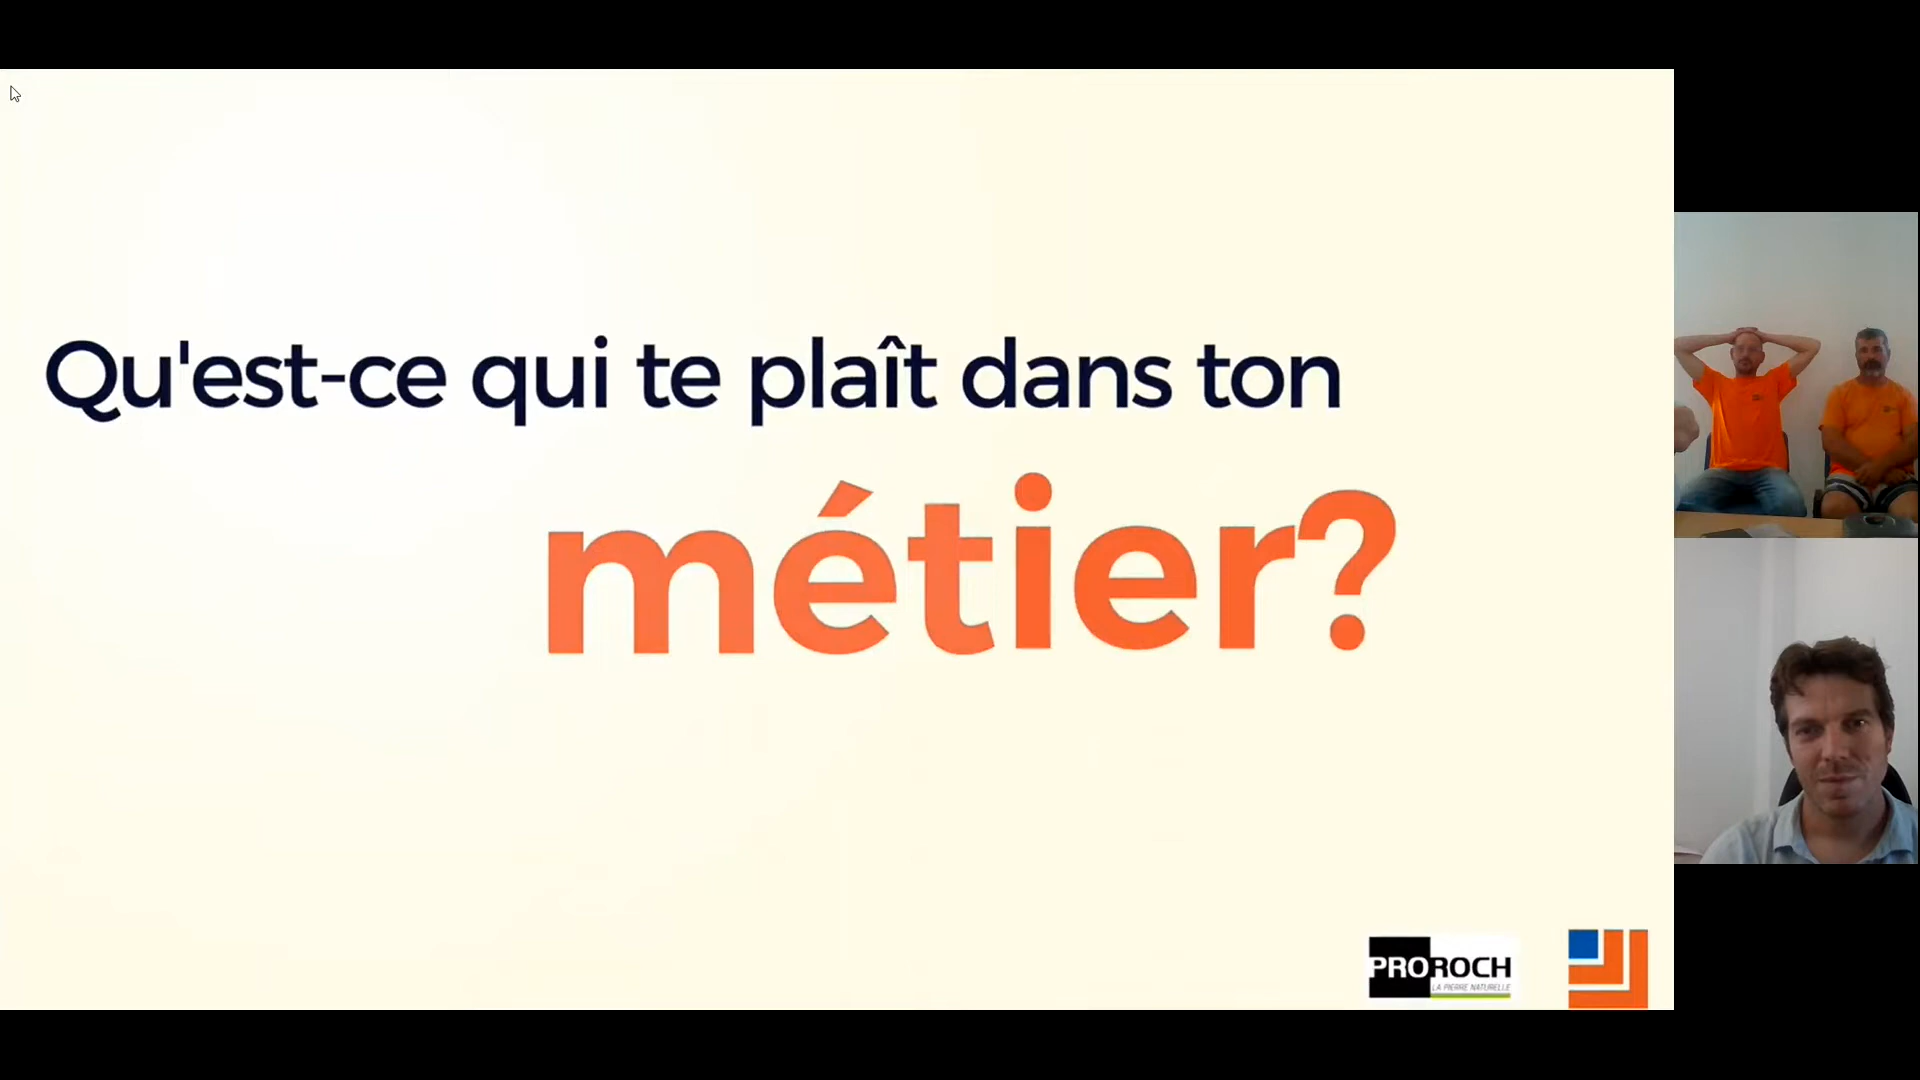 Qu'est-ce qui te plaît dans ton
métier?
PROROCH
LA PIERRE NATURELLE